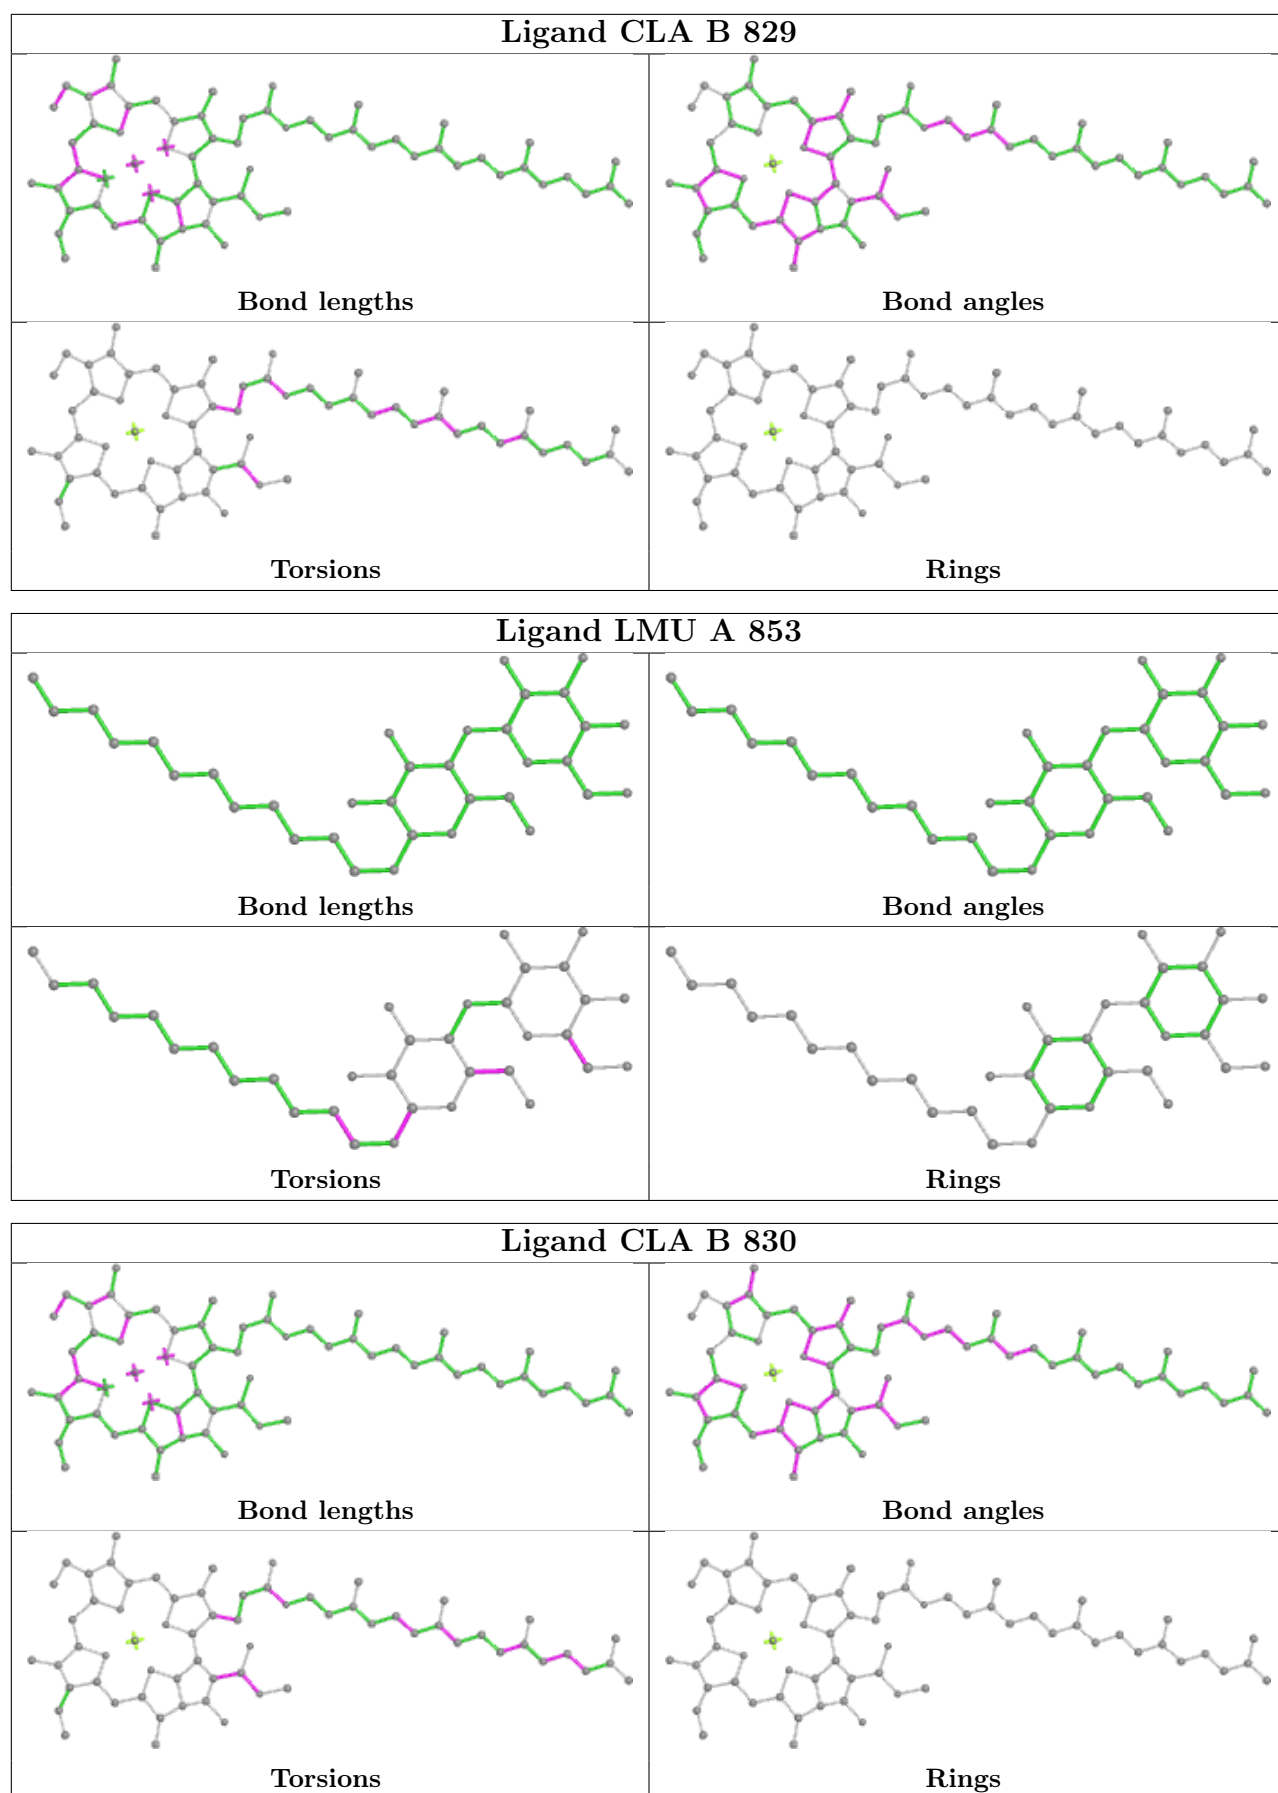 Ligand CLA B 829
Bond lengths
Bond angles
Torsions
Rings
Ligand LMU A 853
Bond lengths
Bond angles
Torsions
Rings
Ligand CLA B 830
Bond lengths
Bond angles
Torsions
Rings